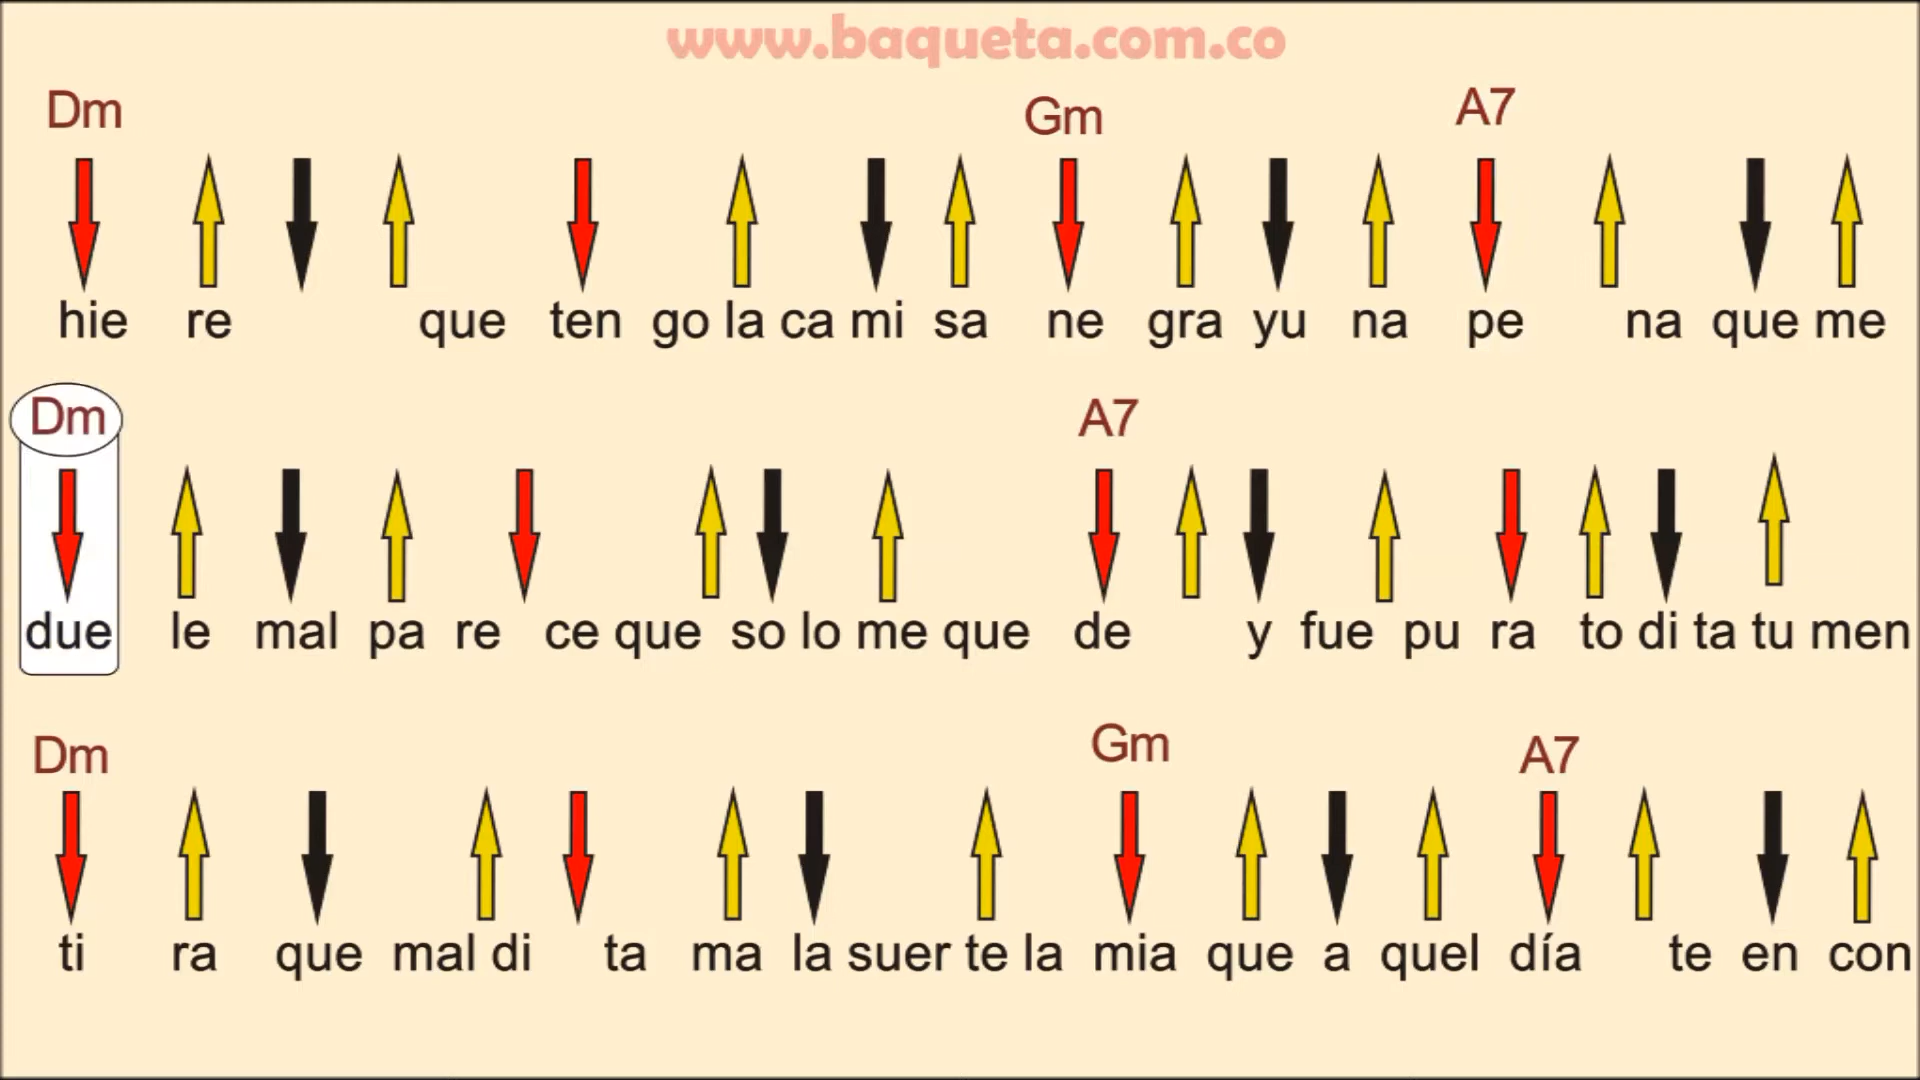 www.baqueta.com.co
Dm Gm A7
hie re que ten go la ca mi sa ne gra yu na pe na que me
Dm A7
due le mal pa re ce que so lo me que de y fue pu ra to di ta tu men
Dm Gm A7
ti ra que mal di ta ma la suer te la mia que a quel día te en con